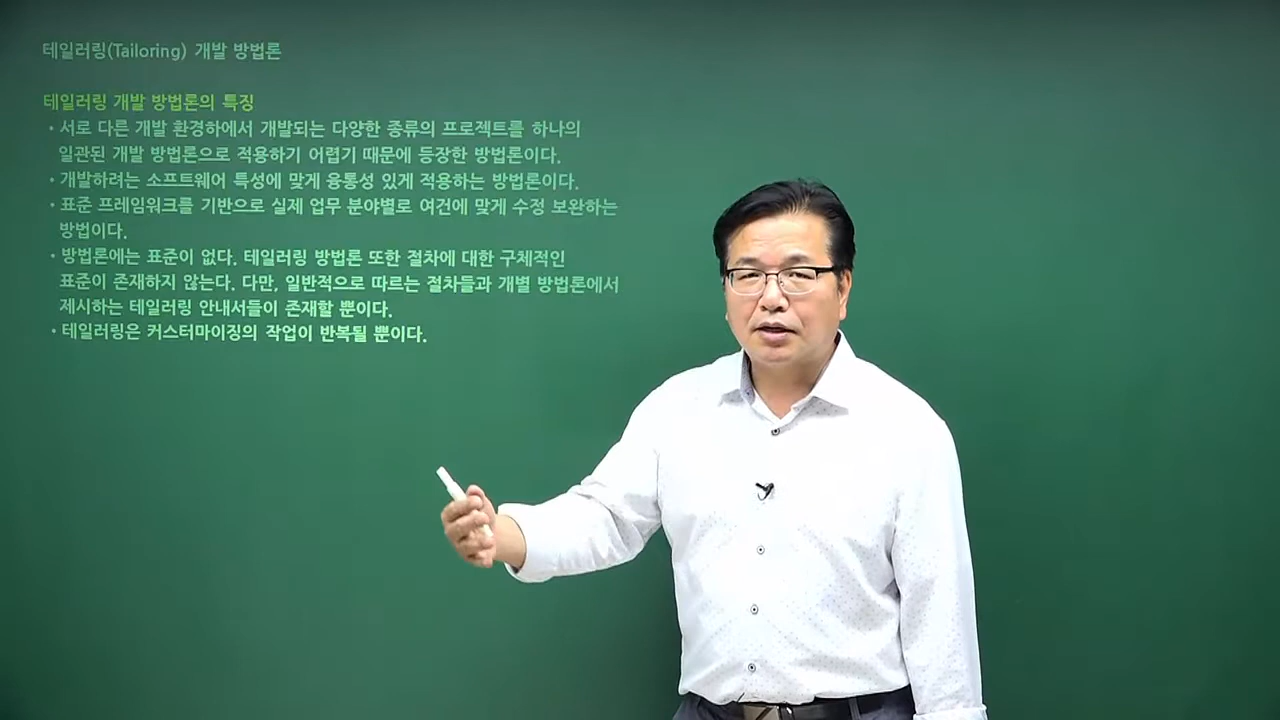 테일러링(Tailoring) 개발 방법론
테일러링 개발 방법론의 특징
• 서로 다른 개발 환경하에서 개발되는 다양한 종류의 프로젝트를 하나의
일관된 개발 방법론으로 적용하기 어렵기 때문에 등장한 방법론이다.
• 개발하려는 소프트웨어 특성에 맞게 융통성 있게 적용하는 방법론이다.
• 표준 프레임워크를 기반으로 실제 업무 분야별로 여건에 맞게 수정 보완하는
방법이다.
• 방법론에는 표준이 없다. 테일러링 방법론 또한 절차에 대한 구체적인
표준이 존재하지 않는다. 다만, 일반적으로 따르는 절차들과 개별 방법론에서
제시하는 테일러링 안내서들이 존재할 뿐이다.
• 테일러링은 커스터마이징의 작업이 반복될 뿐이다.